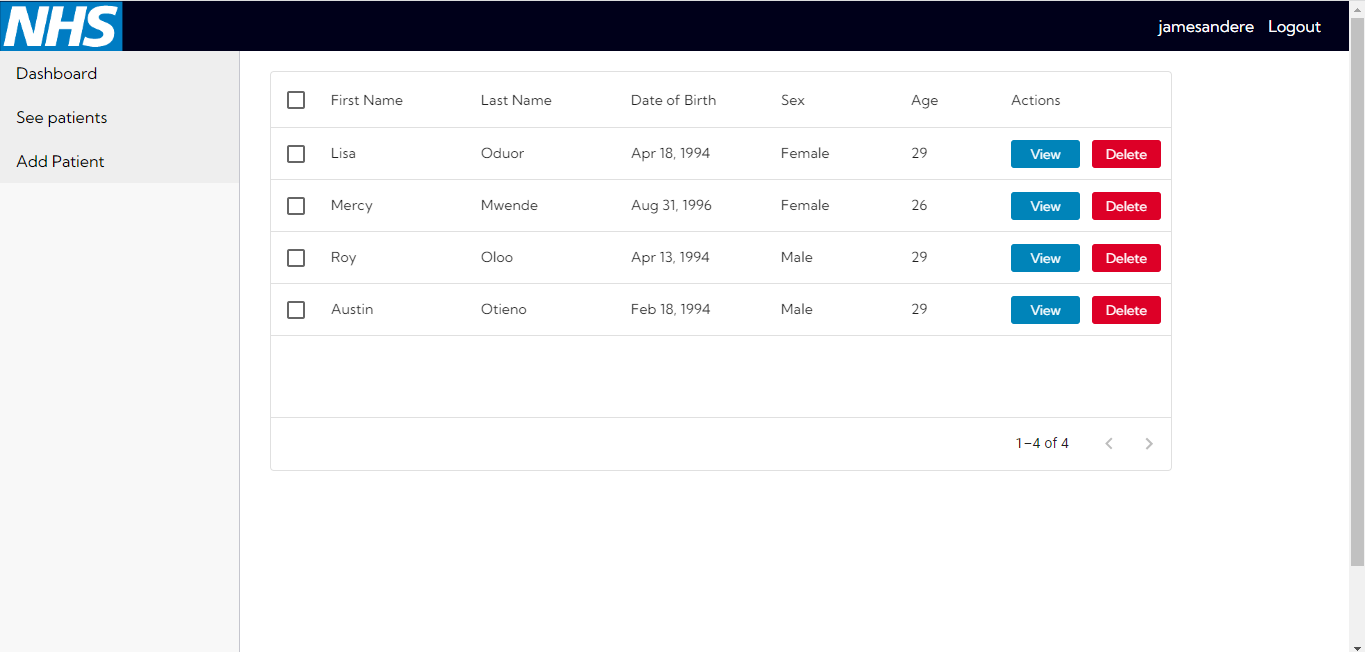 NHS jamesandere Logout
Dashboard
See patients
Add Patient
First Name Last Name Date of Birth Sex Age Actions
Lisa Oduor Apr 18, 1994 Female 29 View Delete
Mercy Mwende Aug 31, 1996 Female 26 View Delete
Roy Oloo Apr 13, 1994 Male 29 View Delete
Austin Otieno Feb 18, 1994 Male 29 View Delete
1–4 of 4